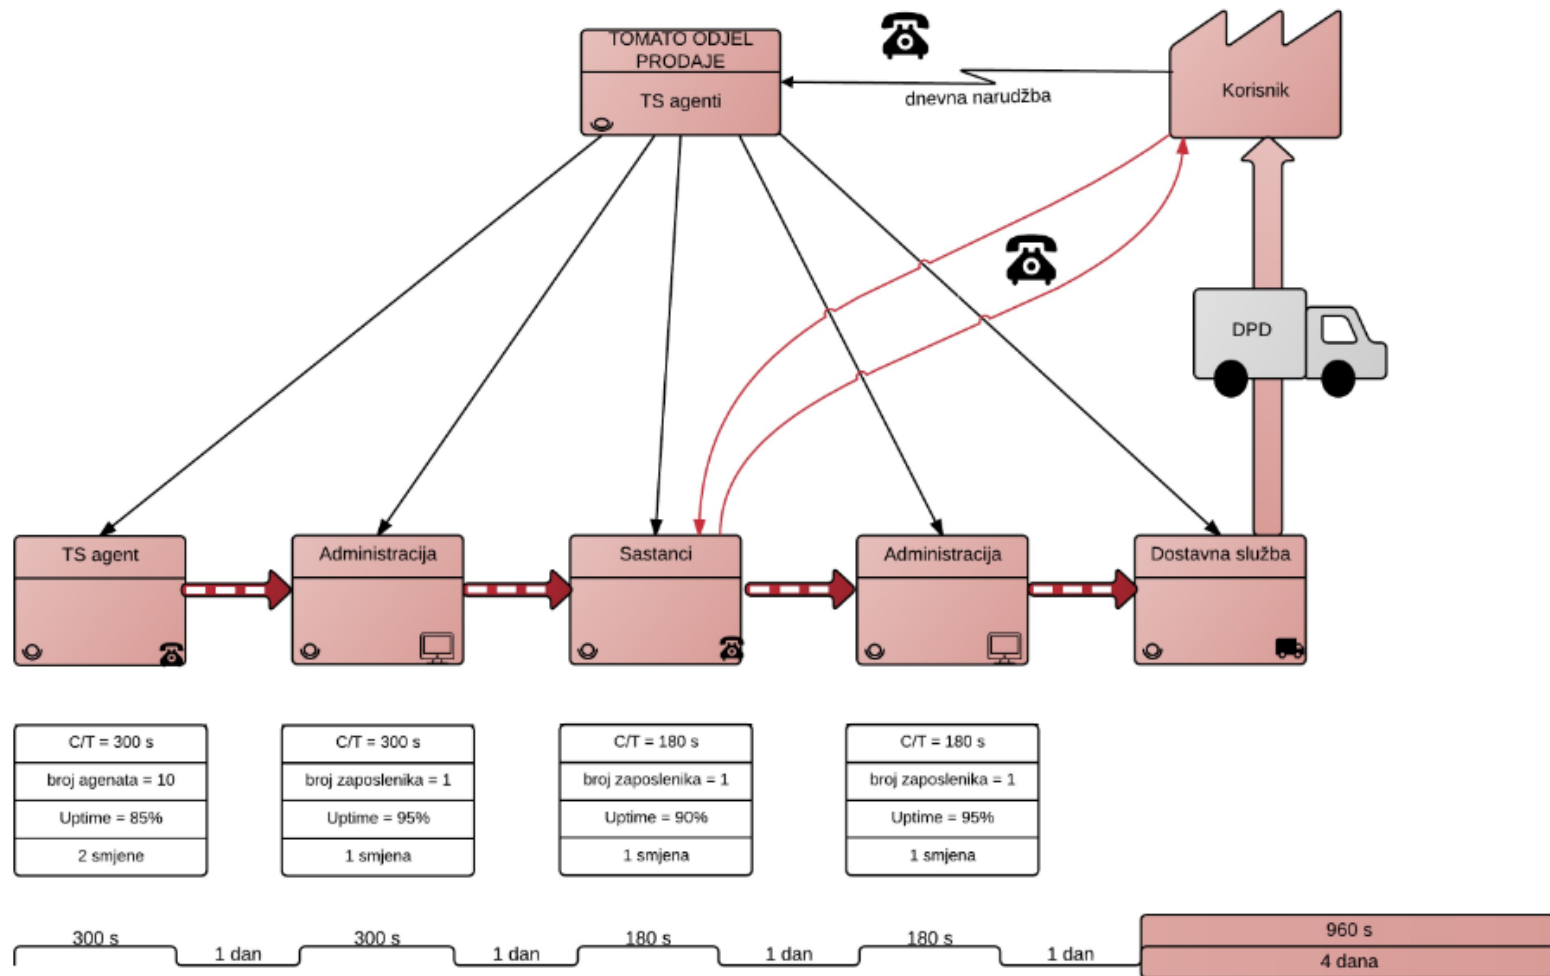 TOMATO ODJEL
PRODAJE
TS agenti
dnevna narudžba
Korisnik
DPD
TS agent
Administracija
Sastanci
Administracija
Dostavna služba
C/T = 300 s
broj agenata = 10
Uptime = 85%
2 smjene
C/T = 300 s
broj zaposlenika = 1
Uptime = 95%
1 smjena
C/T = 180 s
broj zaposlenika = 1
Uptime = 90%
1 smjena
C/T = 180 s
broj zaposlenika = 1
Uptime = 95%
1 smjena
300 s
1 dan
300 s
1 dan
180 s
1 dan
180 s
1 dan
960 s
4 dana